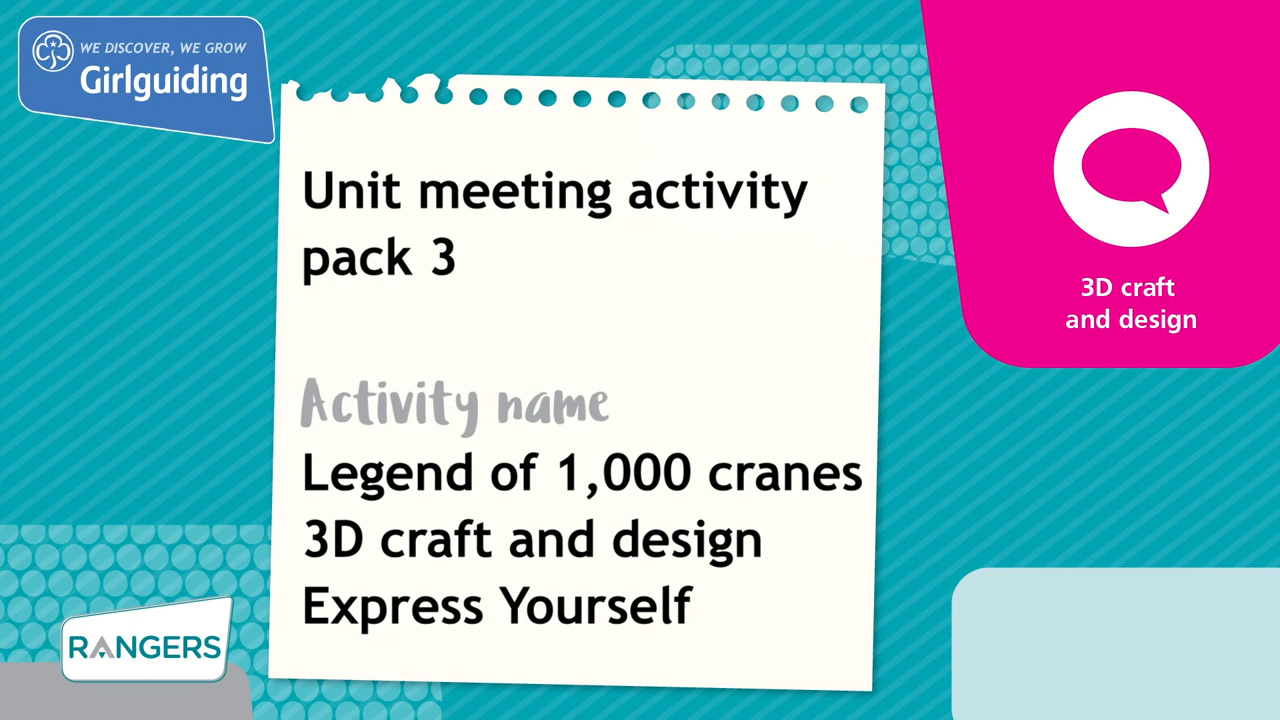 WE DISCOVER, WE GROW
Girlguiding
Unit meeting activity
pack 3
3D craft
and design
Activity name
Legend of 1,000 cranes
3D craft and design
Express Yourself
RANGERS